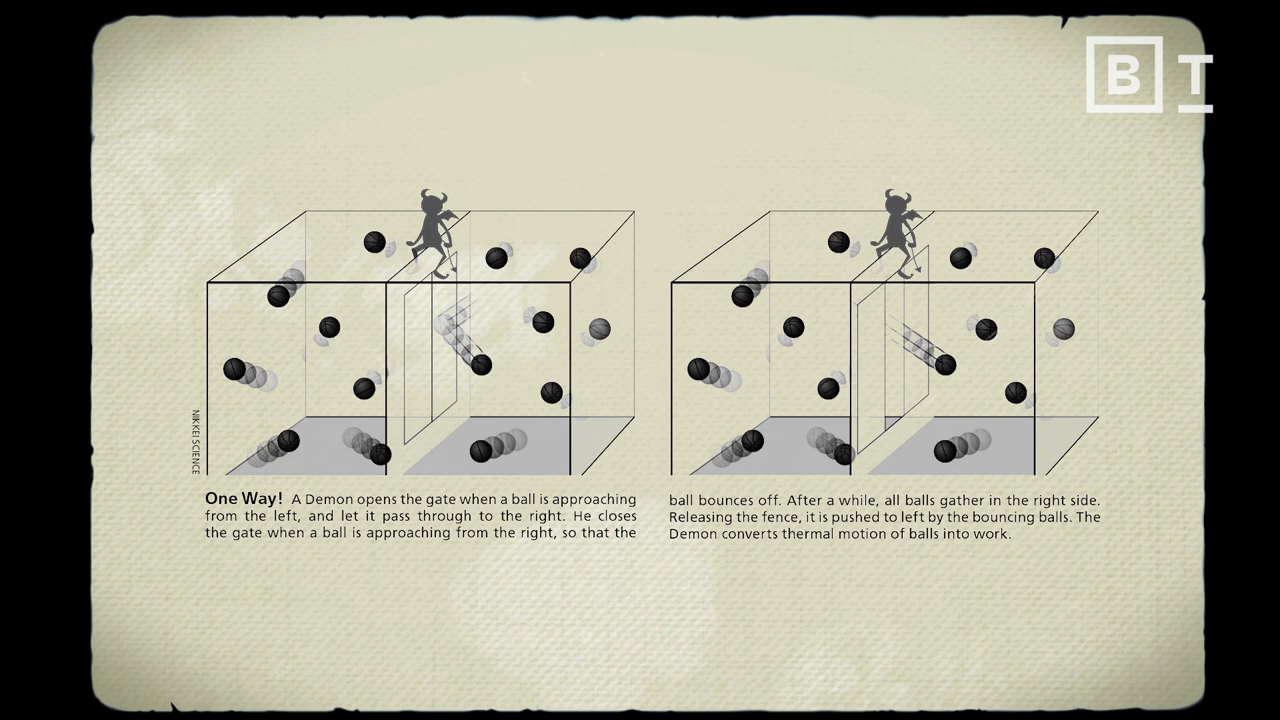 B T
NIKKEI SCIENCE
One Way! A Demon opens the gate when a ball is approaching
from the left, and let it pass through to the right. He closes
the gate when a ball is approaching from the right, so that the
ball bounces off. After a while, all balls gather in the right side.
Releasing the fence, it is pushed to left by the bouncing balls. The
Demon converts thermal motion of balls into work.